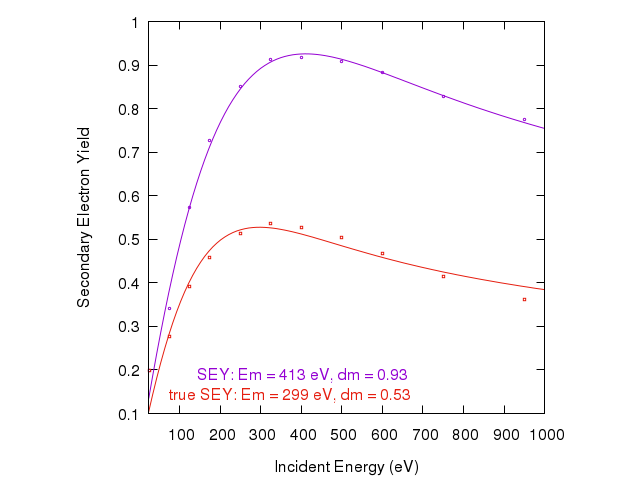 1
0.9
0.8
0.7
0.6
0.5
0.4
0.3
0.2
0.1
Secondary Electron Yield
SEY: Em = 413 eV, dm = 0.93
true SEY: Em = 299 eV, dm = 0.53
100 200 300 400 500 600 700 800 900 1000
Incident Energy (eV)